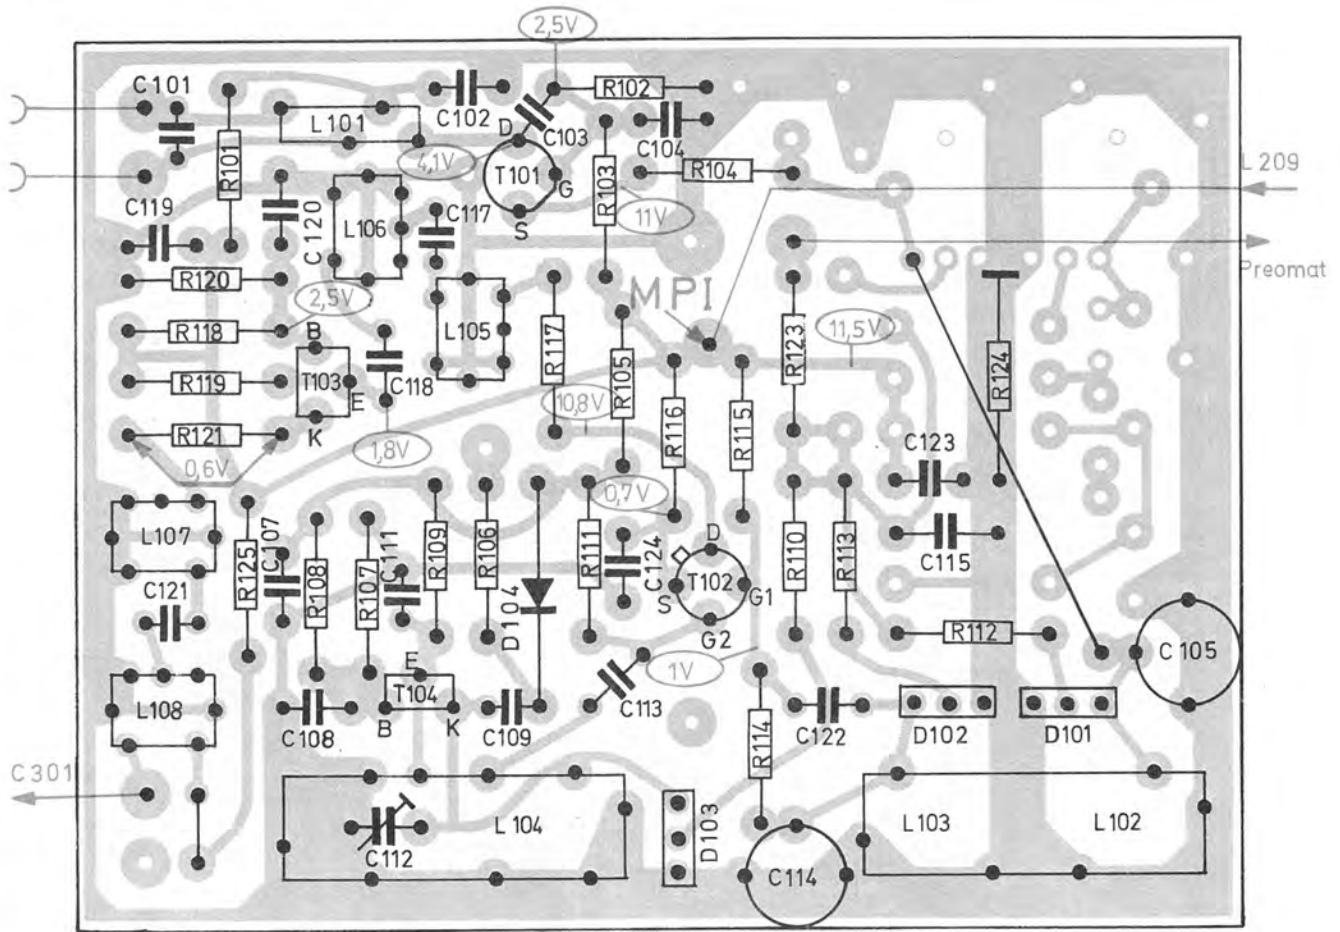 2,5V
C101
C102
R102
L101
D
C103
C104
4,1V
R101
T101
G
R103
R104
L209
S
11V
C119
C120
L106
C117
R120
Preomat
2,5V
MPI
R118
B
L105
R117
R123
11,5V
R119
T103
E
C118
R105
R124
10,8V
R116
R115
R121
K
0,6V
1,8V
C123
0,7V
L107
R125
C107
R108
R107
C111
R109
R106
R111
C124
D
R110
R113
C115
C121
D104
S
T102
G1
G2
R112
C105
E
1V
L108
T104
C108
B
K
C109
C113
R114
C122
D102
D101
C301
L104
C112
D103
L103
L102
C114